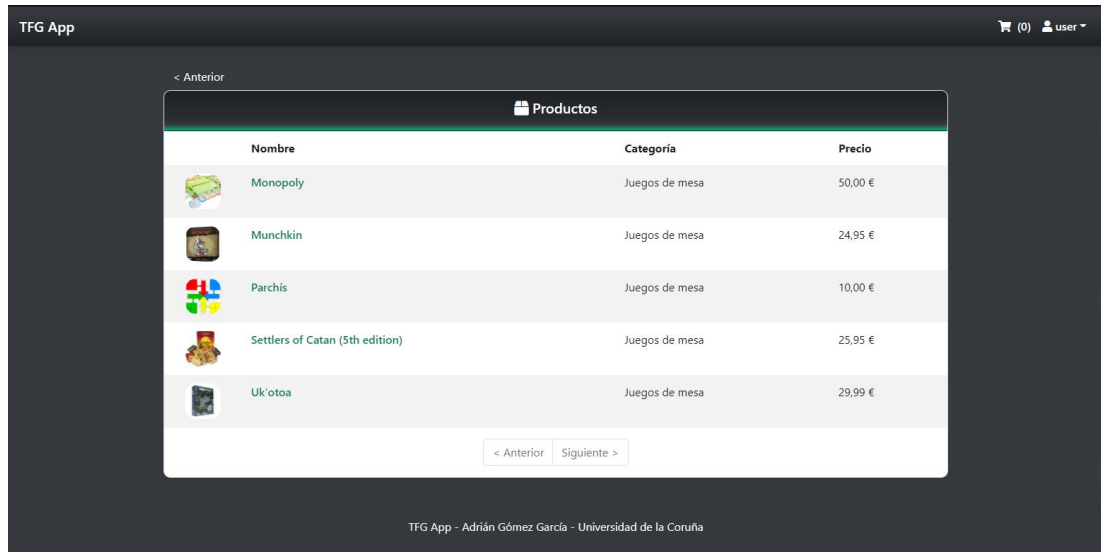 TFG App (0) user
< Anterior
Productos
Nombre Categoría Precio
Monopoly Juegos de mesa 50,00 €
Munchkin Juegos de mesa 24,95 €
Parchís Juegos de mesa 10,00 €
Settlers of Catan (5th edition) Juegos de mesa 25,95 €
Uk'otoa Juegos de mesa 29,99 €
< Anterior Siguiente >
TFG App - Adrián Gómez García - Universidad de la Coruña